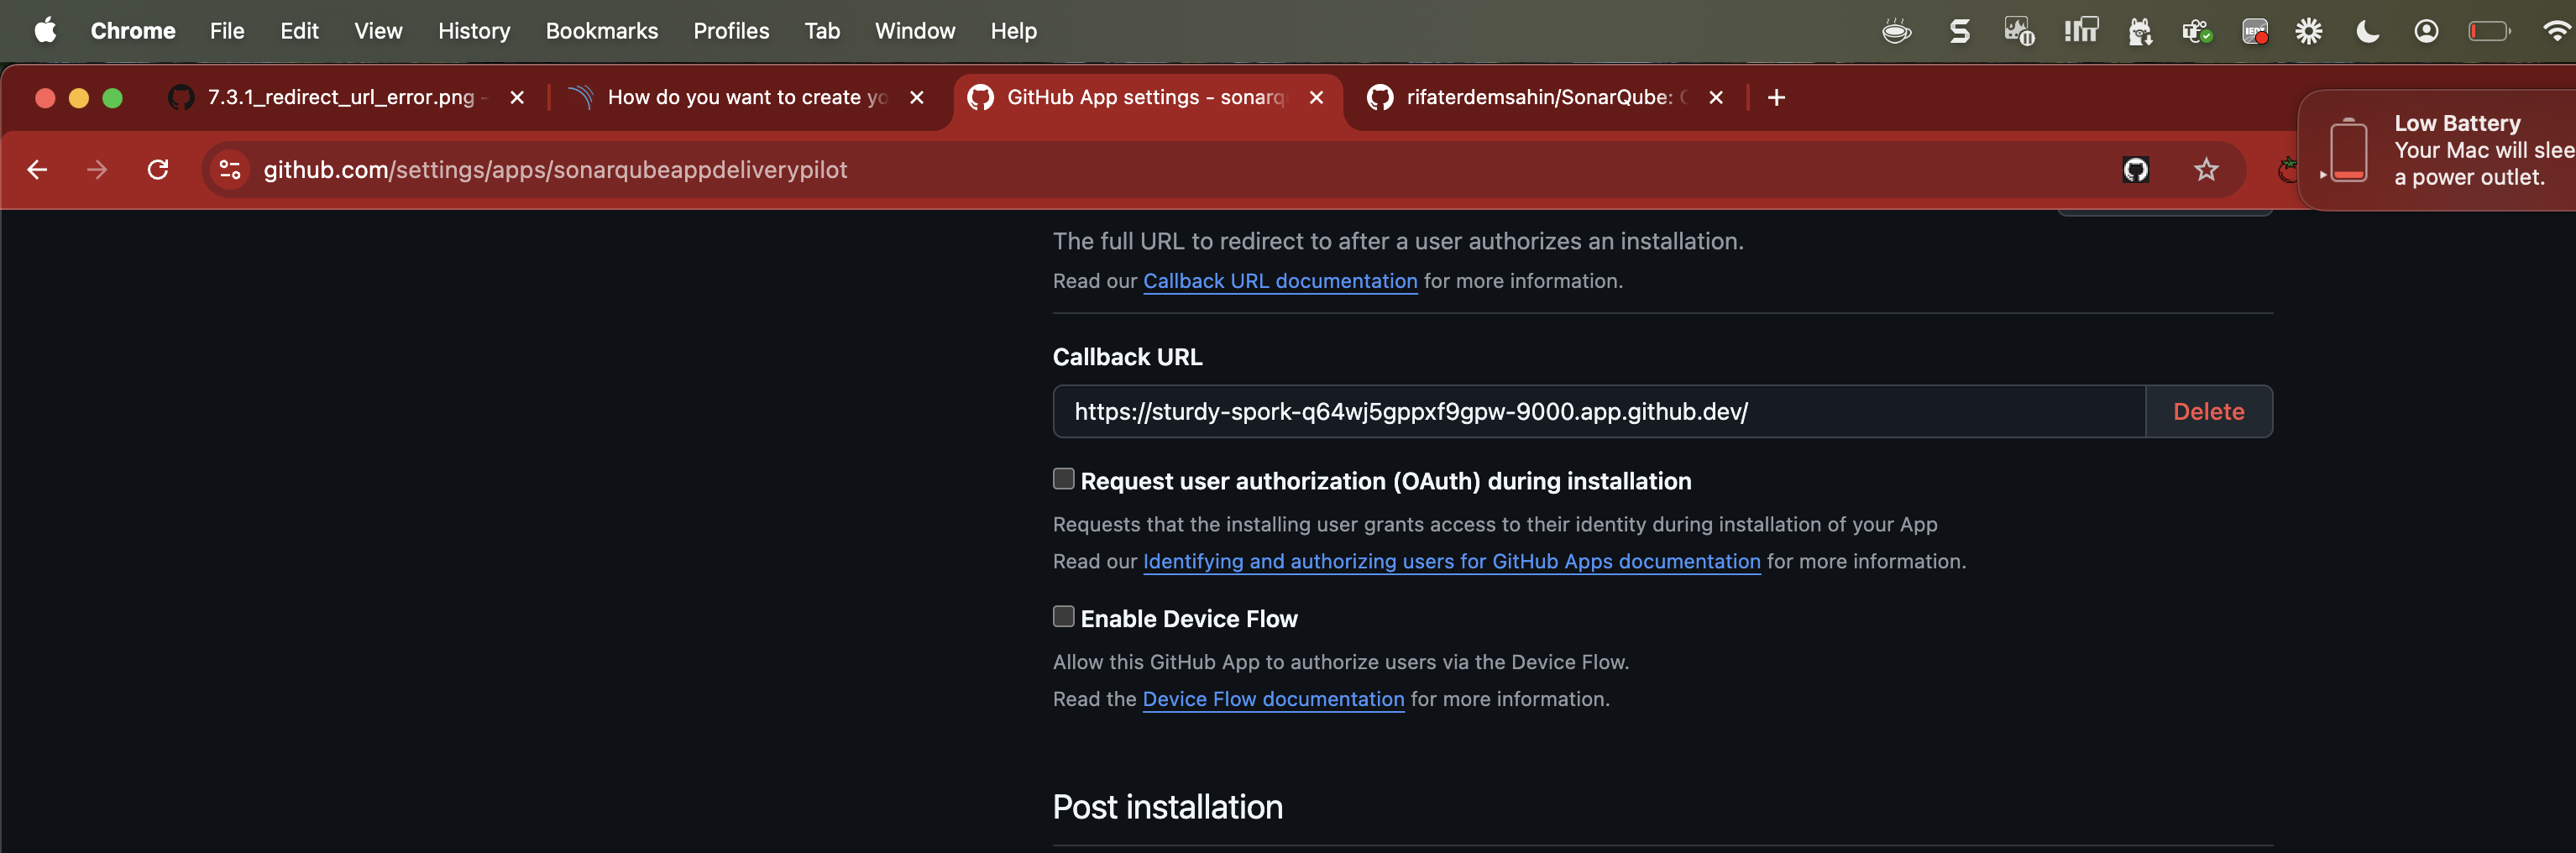 Chrome File Edit View History Bookmarks Profiles Tab Window Help
7.3.1_redirect_url_error.png -
How do you want to create yo
GitHub App settings - sonarq
rifaterdemsahin/SonarQube:
github.com/settings/apps/sonarqubeappdeliverypilot
Low Battery
Your Mac will slee
a power outlet.
The full URL to redirect to after a user authorizes an installation.
Read our Callback URL documentation for more information.
Callback URL
https://sturdy-spork-q64wj5gppxf9gpw-9000.app.github.dev/
Delete
Request user authorization (OAuth) during installation
Requests that the installing user grants access to their identity during installation of your App
Read our Identifying and authorizing users for GitHub Apps documentation for more information.
Enable Device Flow
Allow this GitHub App to authorize users via the Device Flow.
Read the Device Flow documentation for more information.
Post installation